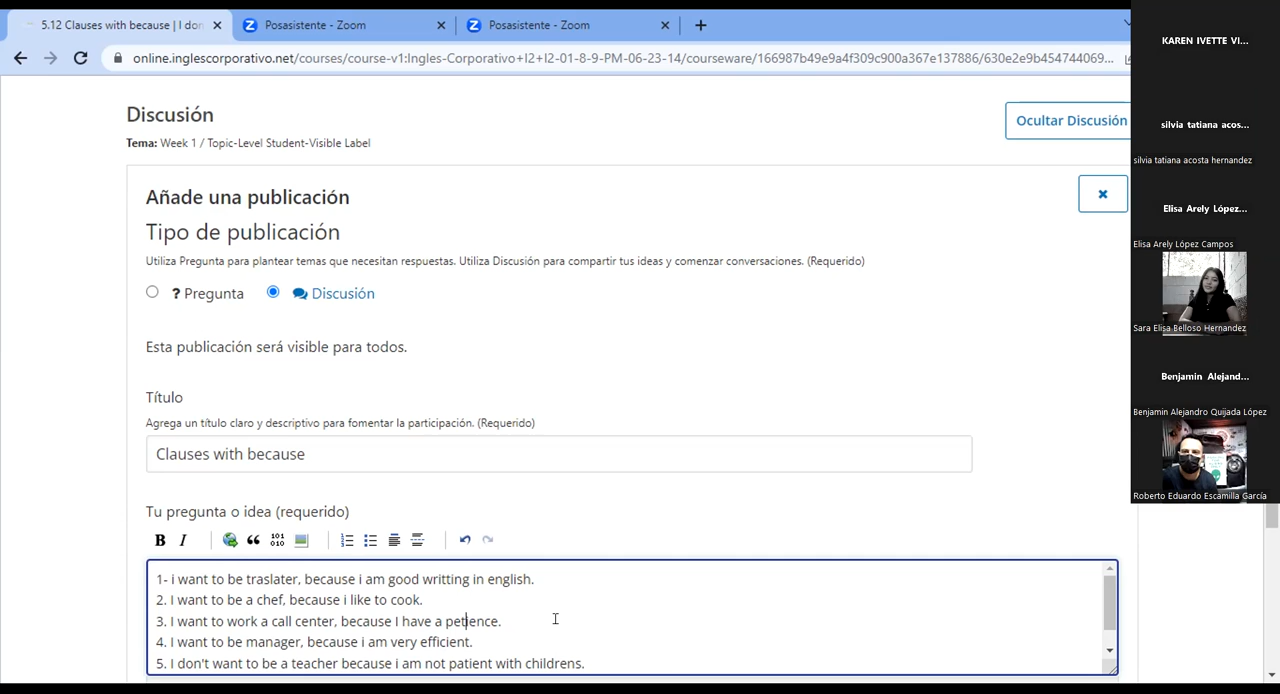 5.12 Clauses with because | I don
Posasistente - Zoom
Posasistente - Zoom
online.inglescorporativo.net/courses/course-v1:Ingles-Corporativo+I2+I2-01-8-9-PM-06-23-14/courseware/166987b49e9a4f309c900a367e137886/630e2e9b454744069...
Discusión
Ocultar Discusión
Tema: Week 1 / Topic-Level Student-Visible Label
Añade una publicación
Tipo de publicación
Utiliza Pregunta para plantear temas que necesitan respuestas. Utiliza Discusión para compartir tus ideas y comenzar conversaciones. (Requerido)
? Pregunta
Discusión
Esta publicación será visible para todos.
Título
Agrega un título claro y descriptivo para fomentar la participación. (Requerido)
Clauses with because
Tu pregunta o idea (requerido)
B I
1- i want to be traslater, because i am good writting in english.
2. I want to be a chef, because i like to cook.
3. I want to work a call center, because I have a petience.
4. I want to be manager, because i am very efficient.
5. I don't want to be a teacher because i am not patient with childrens.
KAREN IVETTE VI...
silvia tatiana acos...
silvia tatiana acosta hernandez
Elisa Arely López...
Elisa Arely López Campos
Sara Elisa Belloso Hernandez
Benjamin Alejand...
Benjamin Alejandro Quijada López
Roberto Eduardo Escamilla García